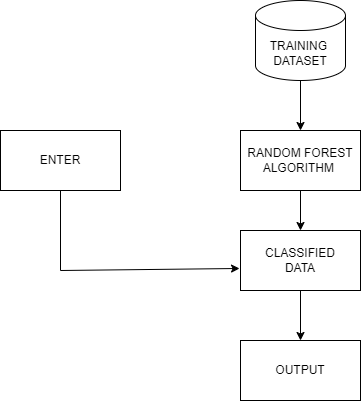 TRAINING
DATASET
ENTER
RANDOM FOREST
ALGORITHM
CLASSIFIED
DATA
OUTPUT